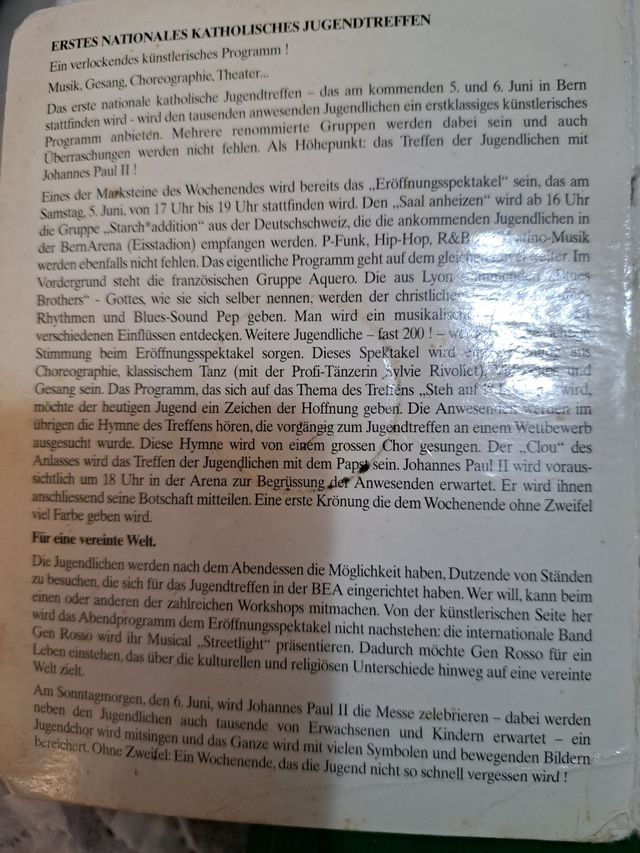 ERSTES NATIONALES KATHOLISCHES JUGENDTREFFEN
Ein verlockendes künstlerisches Programm !
Musik, Gesang, Choreographie, Theater...
Das erste nationale katholische Jugendtreffen – das am kommenden 5. und 6. Juni in Bern
stattfinden wird - wird den tausenden anwesenden Jugendlichen ein erstklassiges künstlerisches
Programm anbieten. Mehrere renommierte Gruppen werden dabei sein und auch
Überraschungen werden nicht fehlen. Als Höhepunkt: das Treffen der Jugendlichen mit
Johannes Paul II !
Eines der Marksteine des Wochenendes wird bereits das „Eröffnungsspektakel“ sein, das am
Samstag, 5. Juni, von 17 Uhr bis 19 Uhr stattfinden wird. Den „Saal anheizen“ wird ab 16 Uhr
die Gruppe „Starch*addition“ aus der Deutschschweiz, die die ankommenden Jugendlichen in
der BernArena (Eisstadion) empfangen werden. P-Funk, Hip-Hop, R&B
werden ebenfalls nicht fehlen. Das eigentliche Programm geht auf dem Im
Vordergrund steht die französischen Gruppe Aquero. Die aus Lyon
Brothers“ - Gottes, wie sie sich selber nennen, werden der
Rhythmen und Blues-Sound Pep geben. Man wird ein
verschiedenen Einflüssen entdecken. Weitere Jugendliche – fast 200 ! –
Stimmung beim Eröffnungsspektakel sorgen. Dieses Spektakel wird
Choreographie, klassischem Tanz (mit der Profi-Tänzerin Sylvie Rivollet), und
Gesang sein. Das Programm, das sich auf das Thema des Treffens „Steh auf wird,
möchte der heutigen Jugend ein Zeichen der Hoffnung geben. Die Anwesenden werden im
übrigen die Hymne des Treffens hören, die vorgängig zum Jugendtreffen an einem Wettbewerb
ausgesucht wurde. Diese Hymne wird von einem grossen Chor gesungen. Der „Clou“ des
Anlasses wird das Treffen der Jugendlichen mit dem Papst sein. Johannes Paul II wird voraus-
sichtlich um 18 Uhr in der Arena zur Begrüssung der Anwesenden erwartet. Er wird ihnen
anschliessend seine Botschaft mitteilen. Eine erste Krönung die dem Wochenende ohne Zweifel
viel Farbe geben wird.
Für eine vereinte Welt.
Die Jugendlichen werden nach dem Abendessen die Möglichkeit haben, Dutzende von Ständen
zu besuchen, die sich für das Jugendtreffen in der BEA eingerichtet haben. Wer will, kann beim
einen oder anderen der zahlreichen Workshops mitmachen. Von der künstlerischen Seite her
wird das Abendprogramm dem Eröffnungsspektakel nicht nachstehen: die internationale Band
Gen Rosso wird ihr Musical „Streetlight“ präsentieren. Dadurch möchte Gen Rosso für ein
Leben einstehen, das über die kulturellen und religiösen Unterschiede hinweg auf eine vereinte
Welt zielt.
Am Sonntagmorgen, den 6. Juni, wird Johannes Paul II die Messe zelebrieren – dabei werden
neben den Jugendlichen auch tausende von Erwachsenen und Kindern erwartet – ein
Jugendchor wird mitsingen und das Ganze wird mit vielen Symbolen und bewegenden Bildern
bereichert. Ohne Zweifel: Ein Wochenende, das die Jugend nicht so schnell vergessen wird !